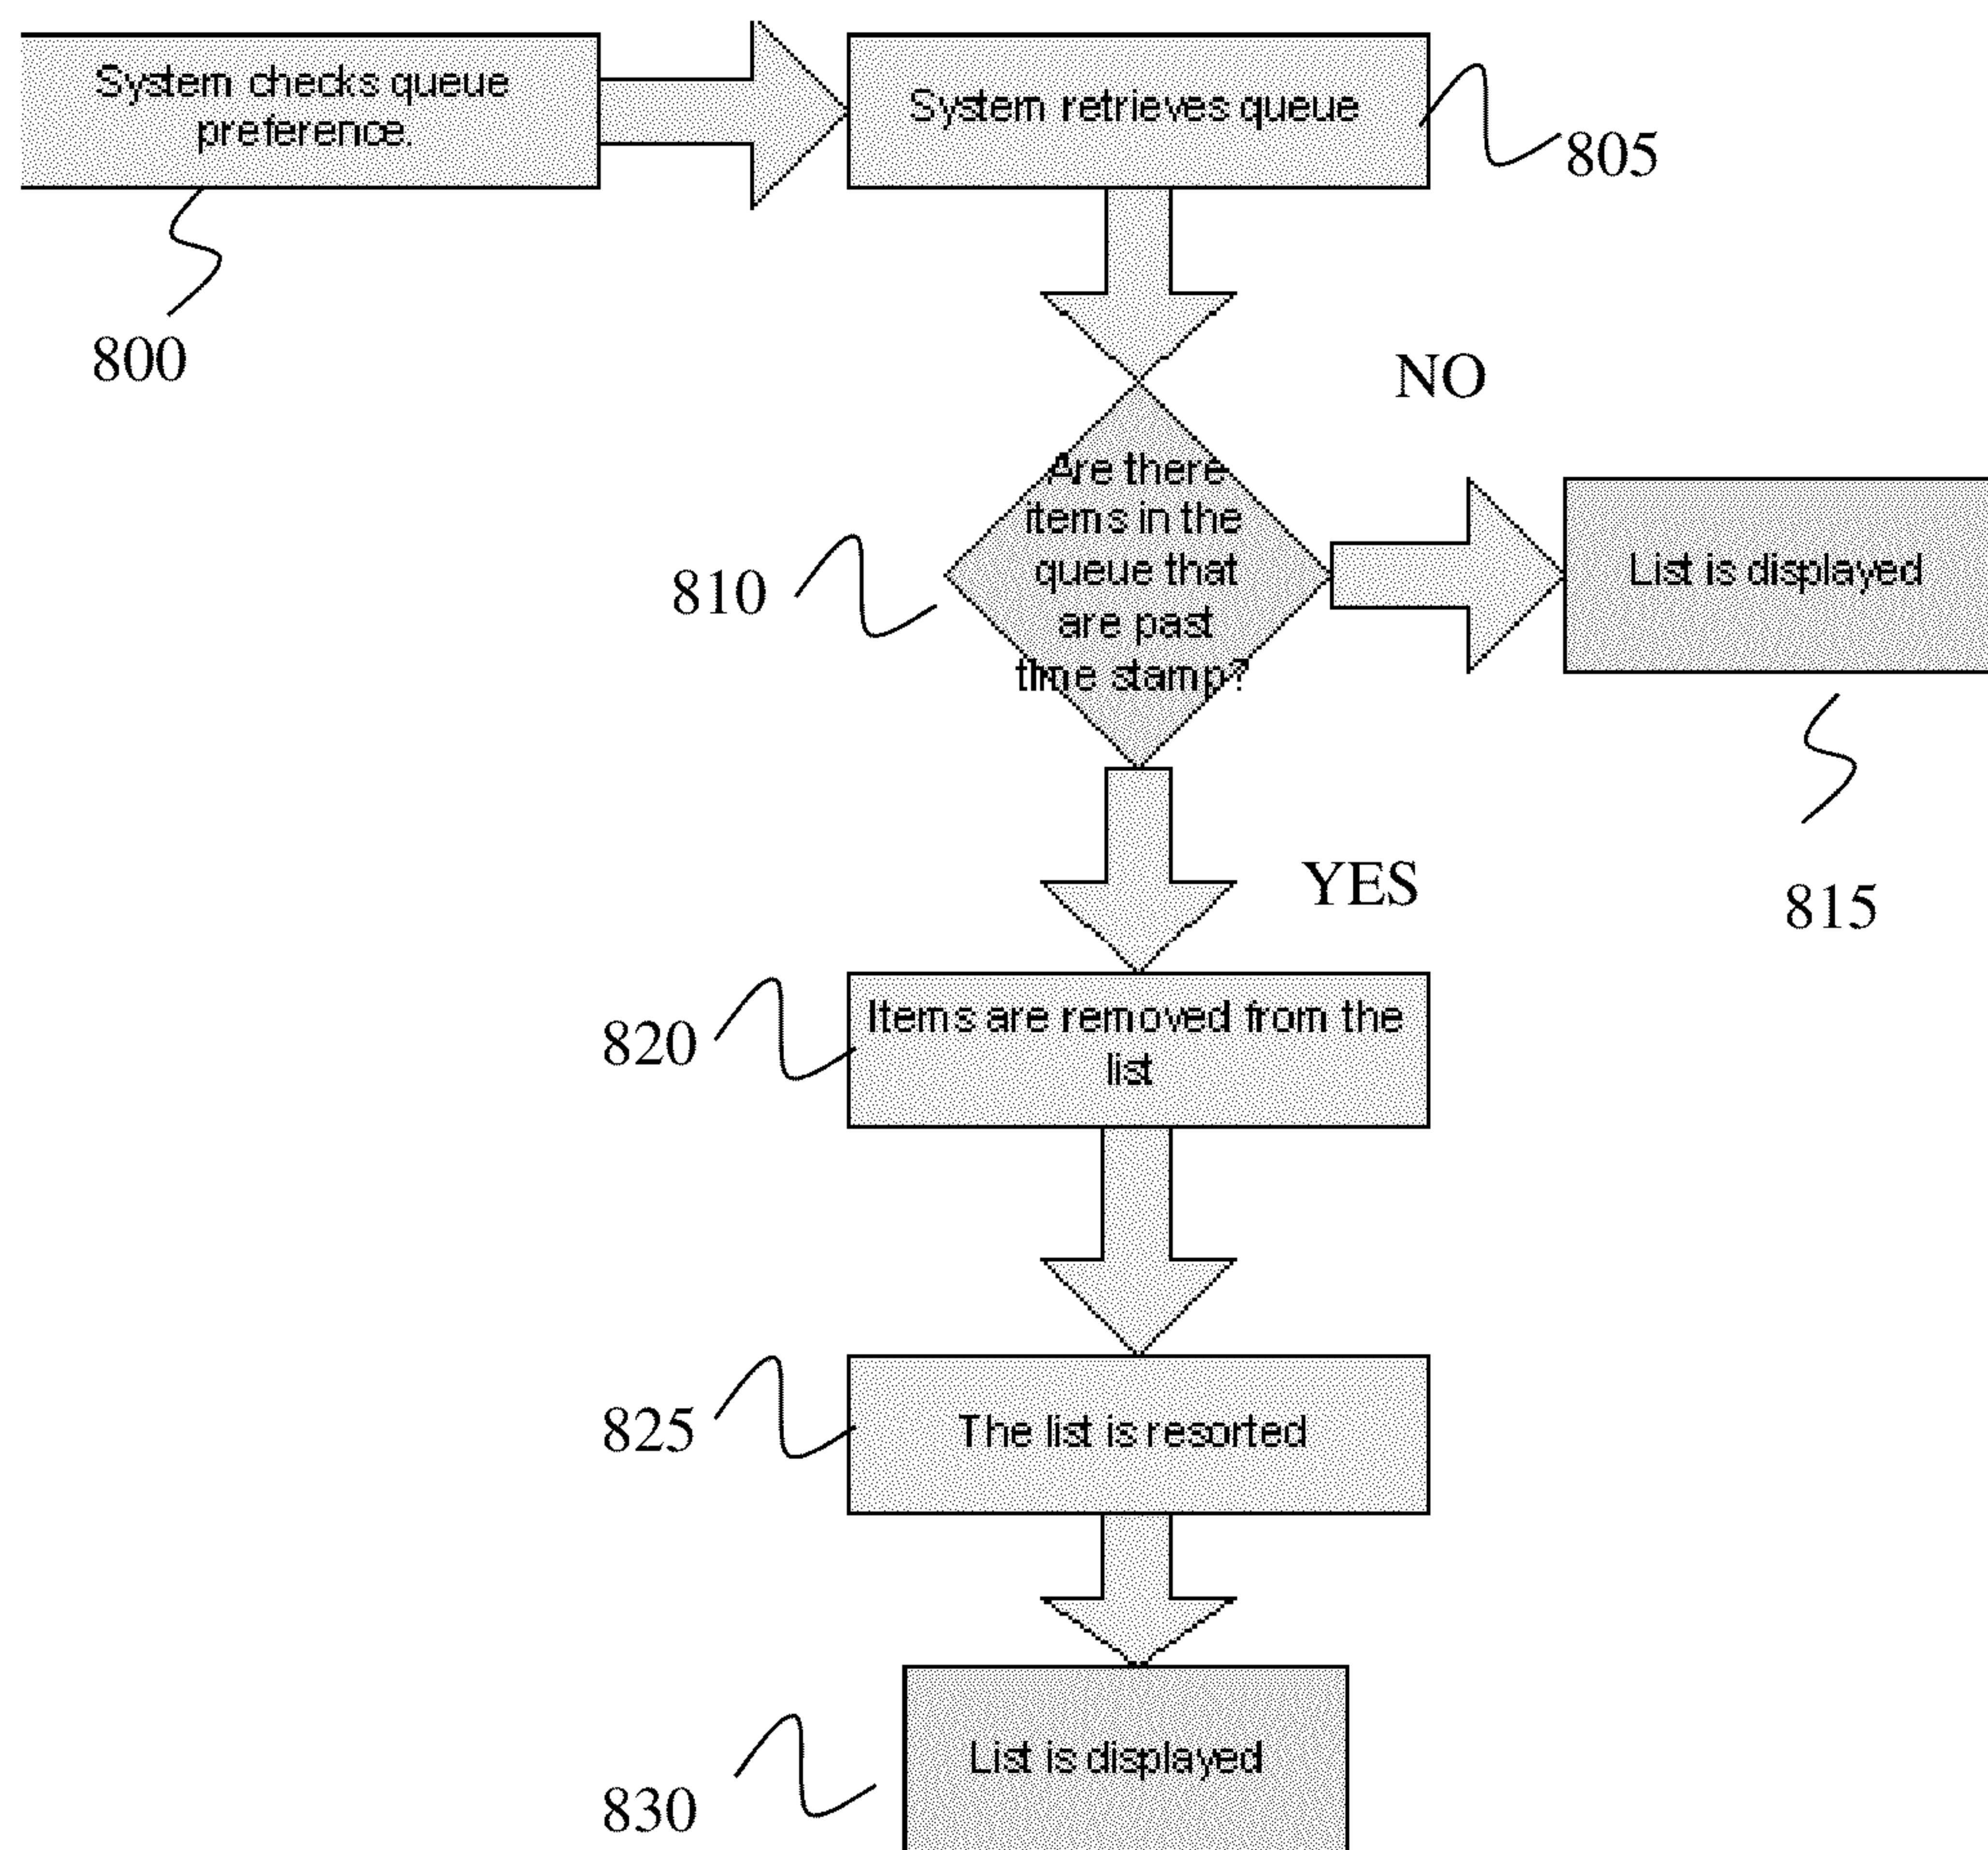 System checks queue
preference.
System retrieves queue
805
800
NO
Are there
items in the
queue that
are past
time stamp?
810
List is displayed
815
YES
820
Items are removed from the
list
825
The list is resorted
830
List is displayed